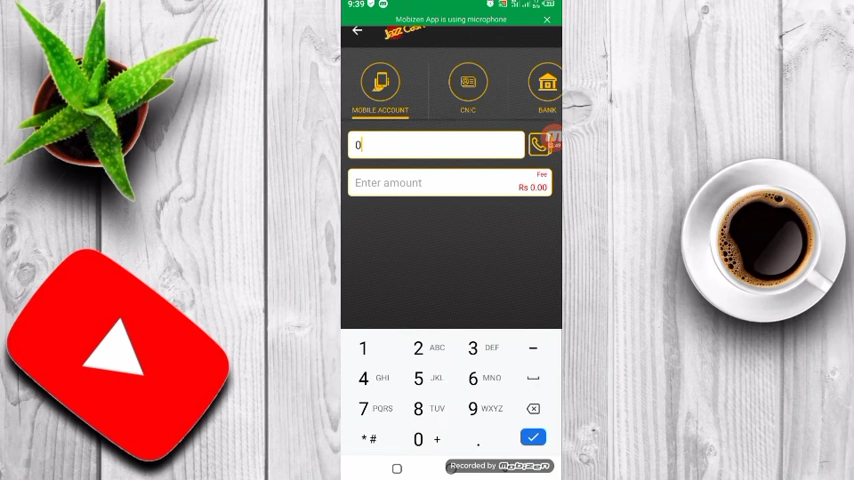 9:39
Mobizen App is using microphone
Jazz Cash
MOBILE ACCOUNT
CNIC
BANK
0
Enter amount
Fee
Rs 0.00
1 2 ABC 3 DEF -
4 GHI 5 JKL 6 MNO
7 PQRS 8 TUV 9 WXYZ
*# 0 + .
Recorded by mobizen